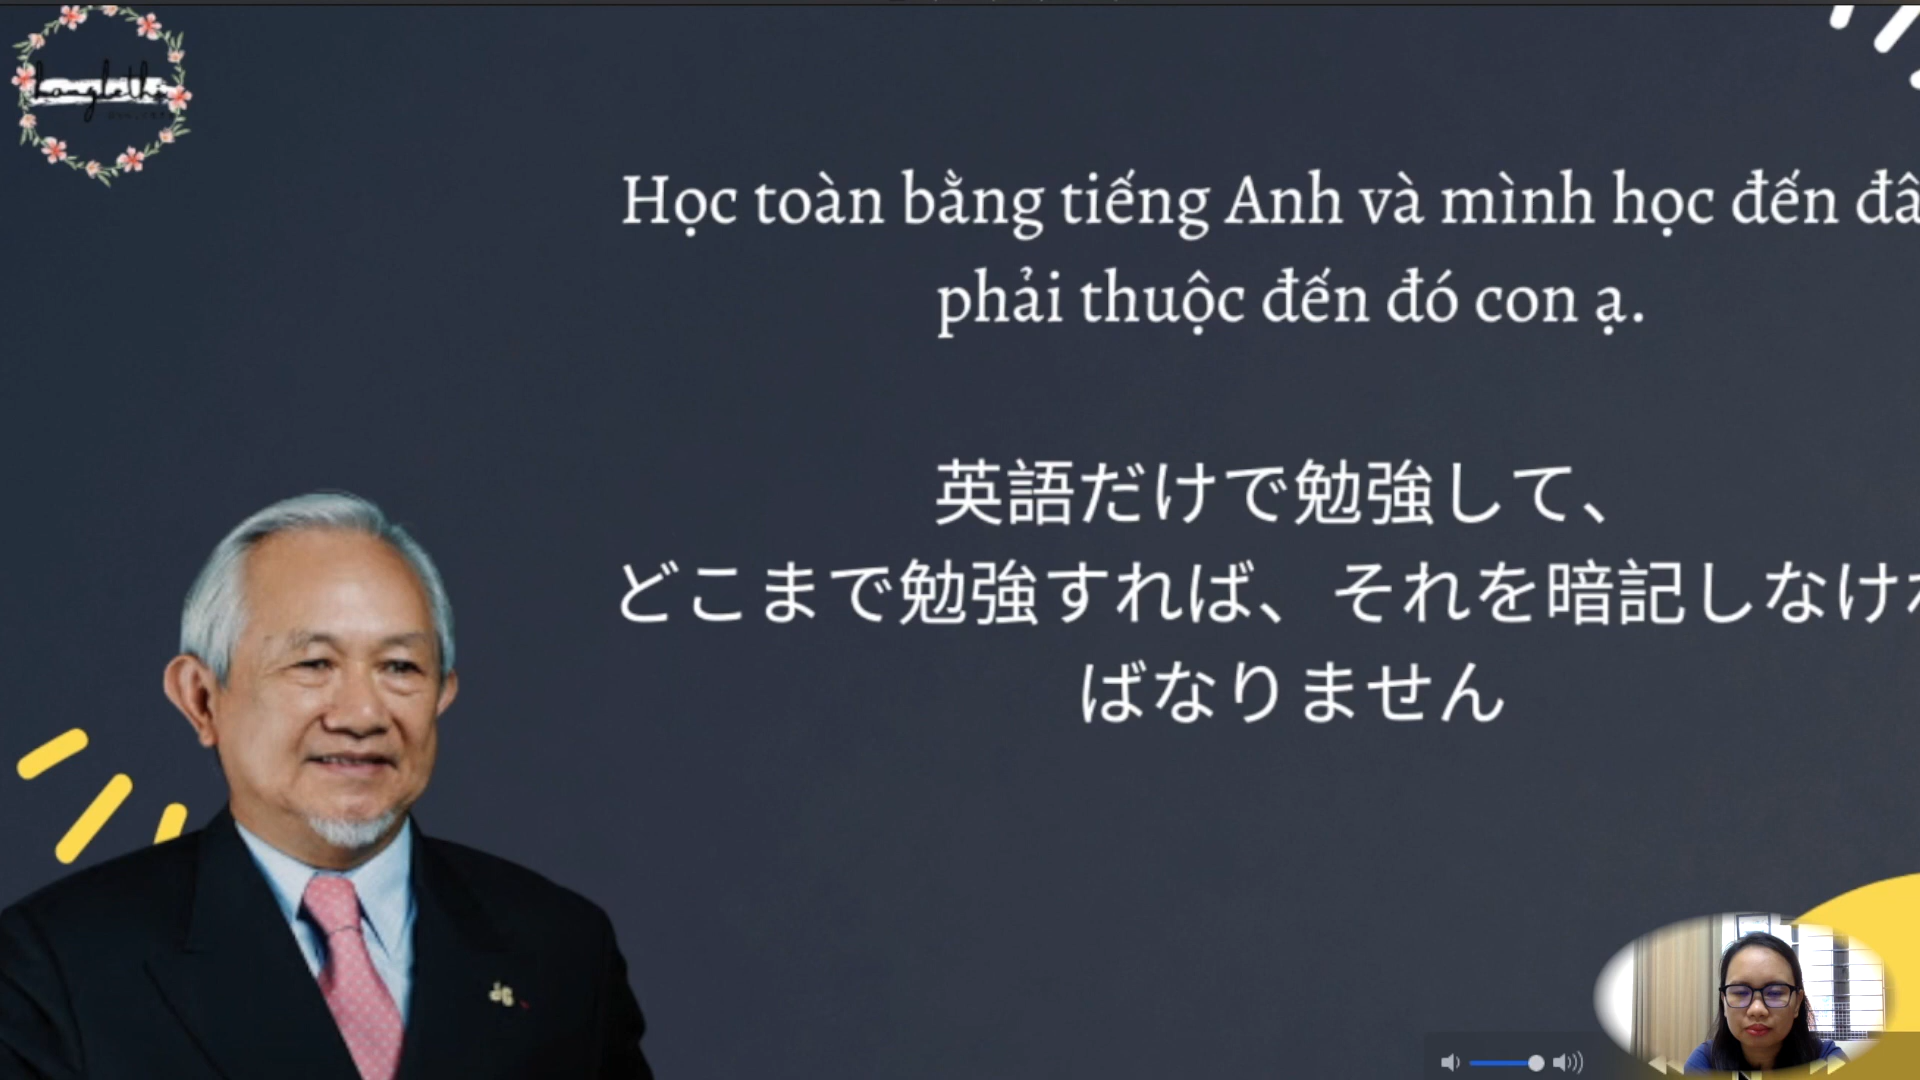 Học toàn bằng tiếng Anh và mình học đến
phải thuộc đến đó con ạ.
英語だけで勉強して、
どこまで勉強すれば、それを暗記しなけ
ばなりません